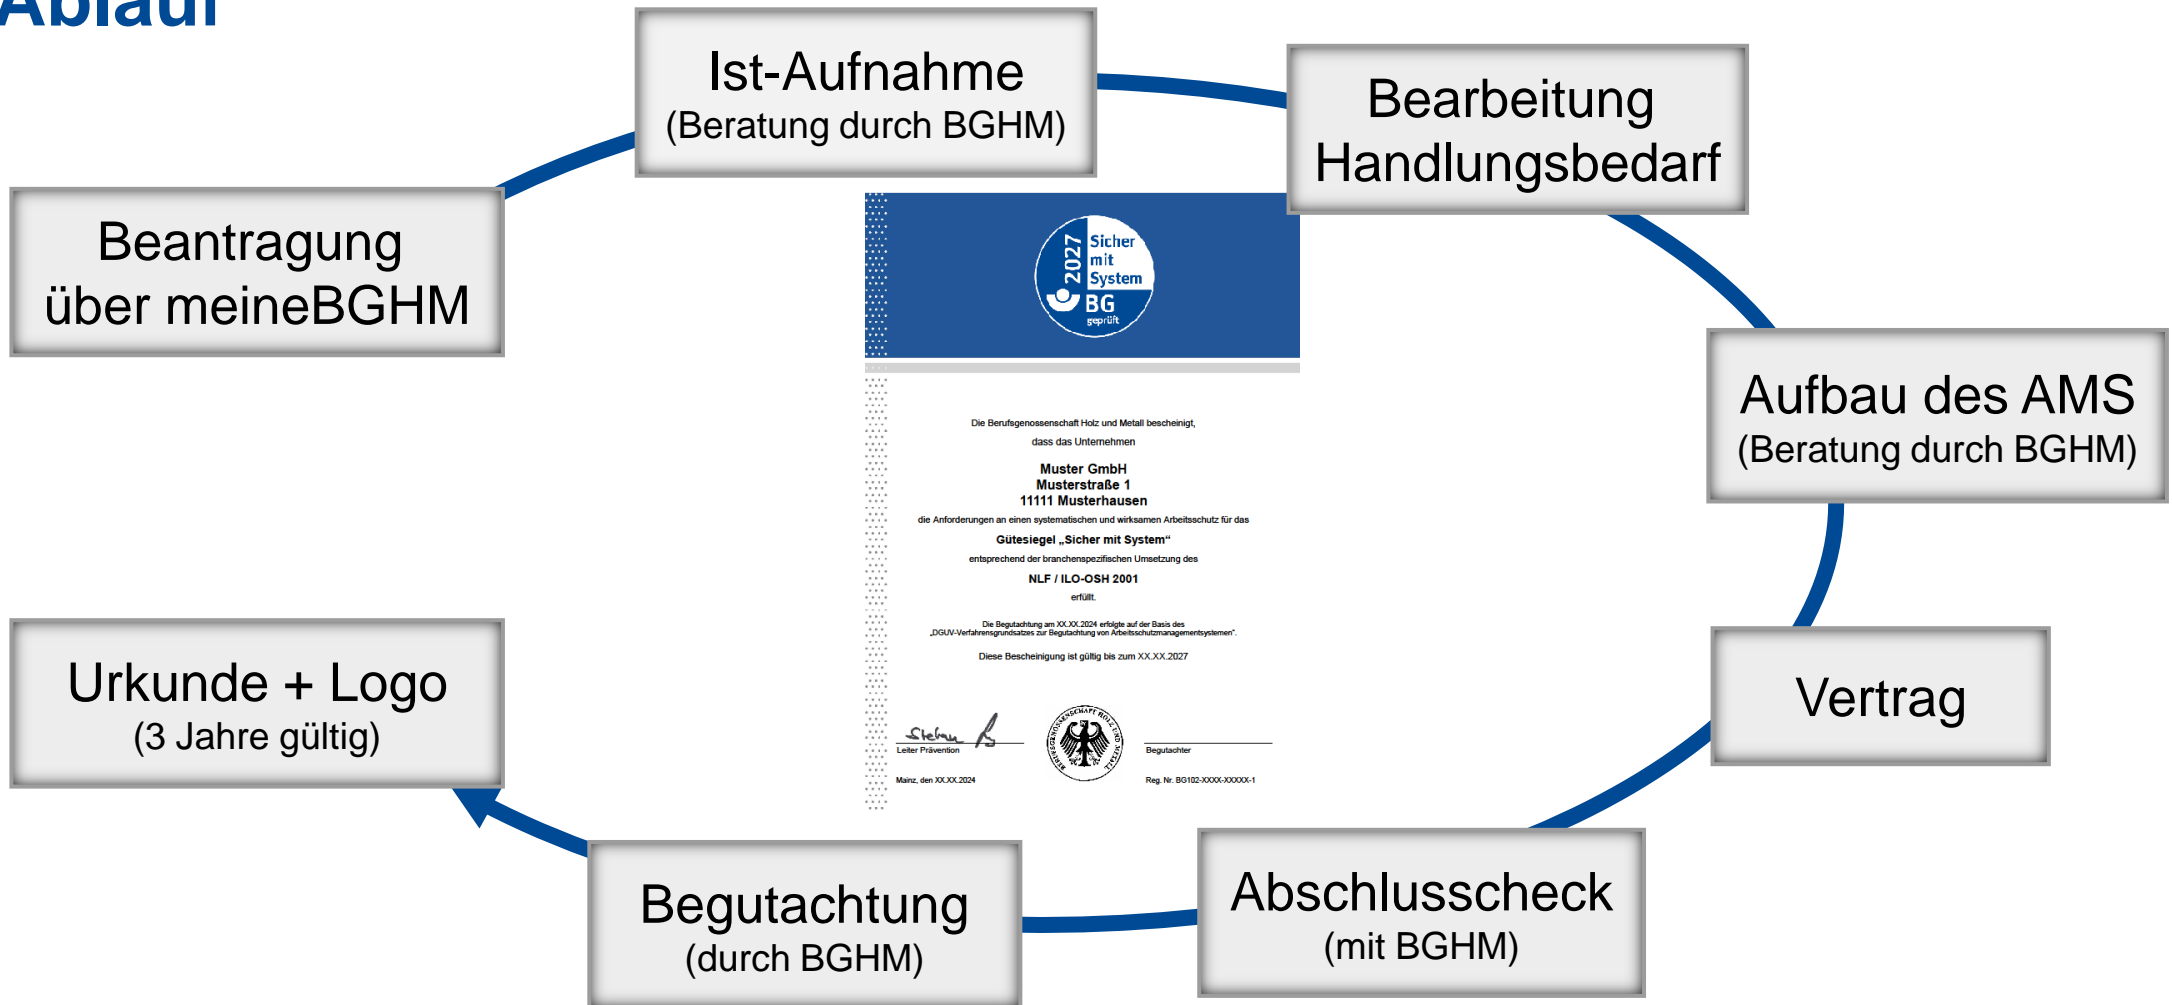 Ablauf
Ist-Aufnahme
(Beratung durch BGHM)
Bearbeitung
Handlungsbedarf
Beantragung
über meineBGHM
Aufbau des AMS
(Beratung durch BGHM)
Vertrag
Abschlusscheck
(mit BGHM)
Begutachtung
(durch BGHM)
Urkunde + Logo
(3 Jahre gültig)
2027
Sicher
mit
System
BG
geprüft
Die Berufsgenossenschaft Holz und Metall bescheinigt,
dass das Unternehmen
Muster GmbH
Musterstraße 1
11111 Musterhausen
die Anforderungen an einen systematischen und wirksamen Arbeitsschutz für das
Gütesiegel „Sicher mit System“
entsprechend der branchenspezifischen Umsetzung des
NLF / ILO-OSH 2001
erfüllt.
Die Begutachtung am XX.XX.2024 erfolgte auf der Basis des
„DGUV-Verfahrensgrundsatzes zur Begutachtung von Arbeitsschutzmanagementsystemen“.
Diese Bescheinigung ist gültig bis zum XX.XX.2027
Stefan
Leiter Prävention
BERUFSGENOSSENSCHAFT HOLZ UND METALL
Begutachter
Mainz, den XX.XX.2024
Reg. Nr. BG102-XXXX-XXXXX-1